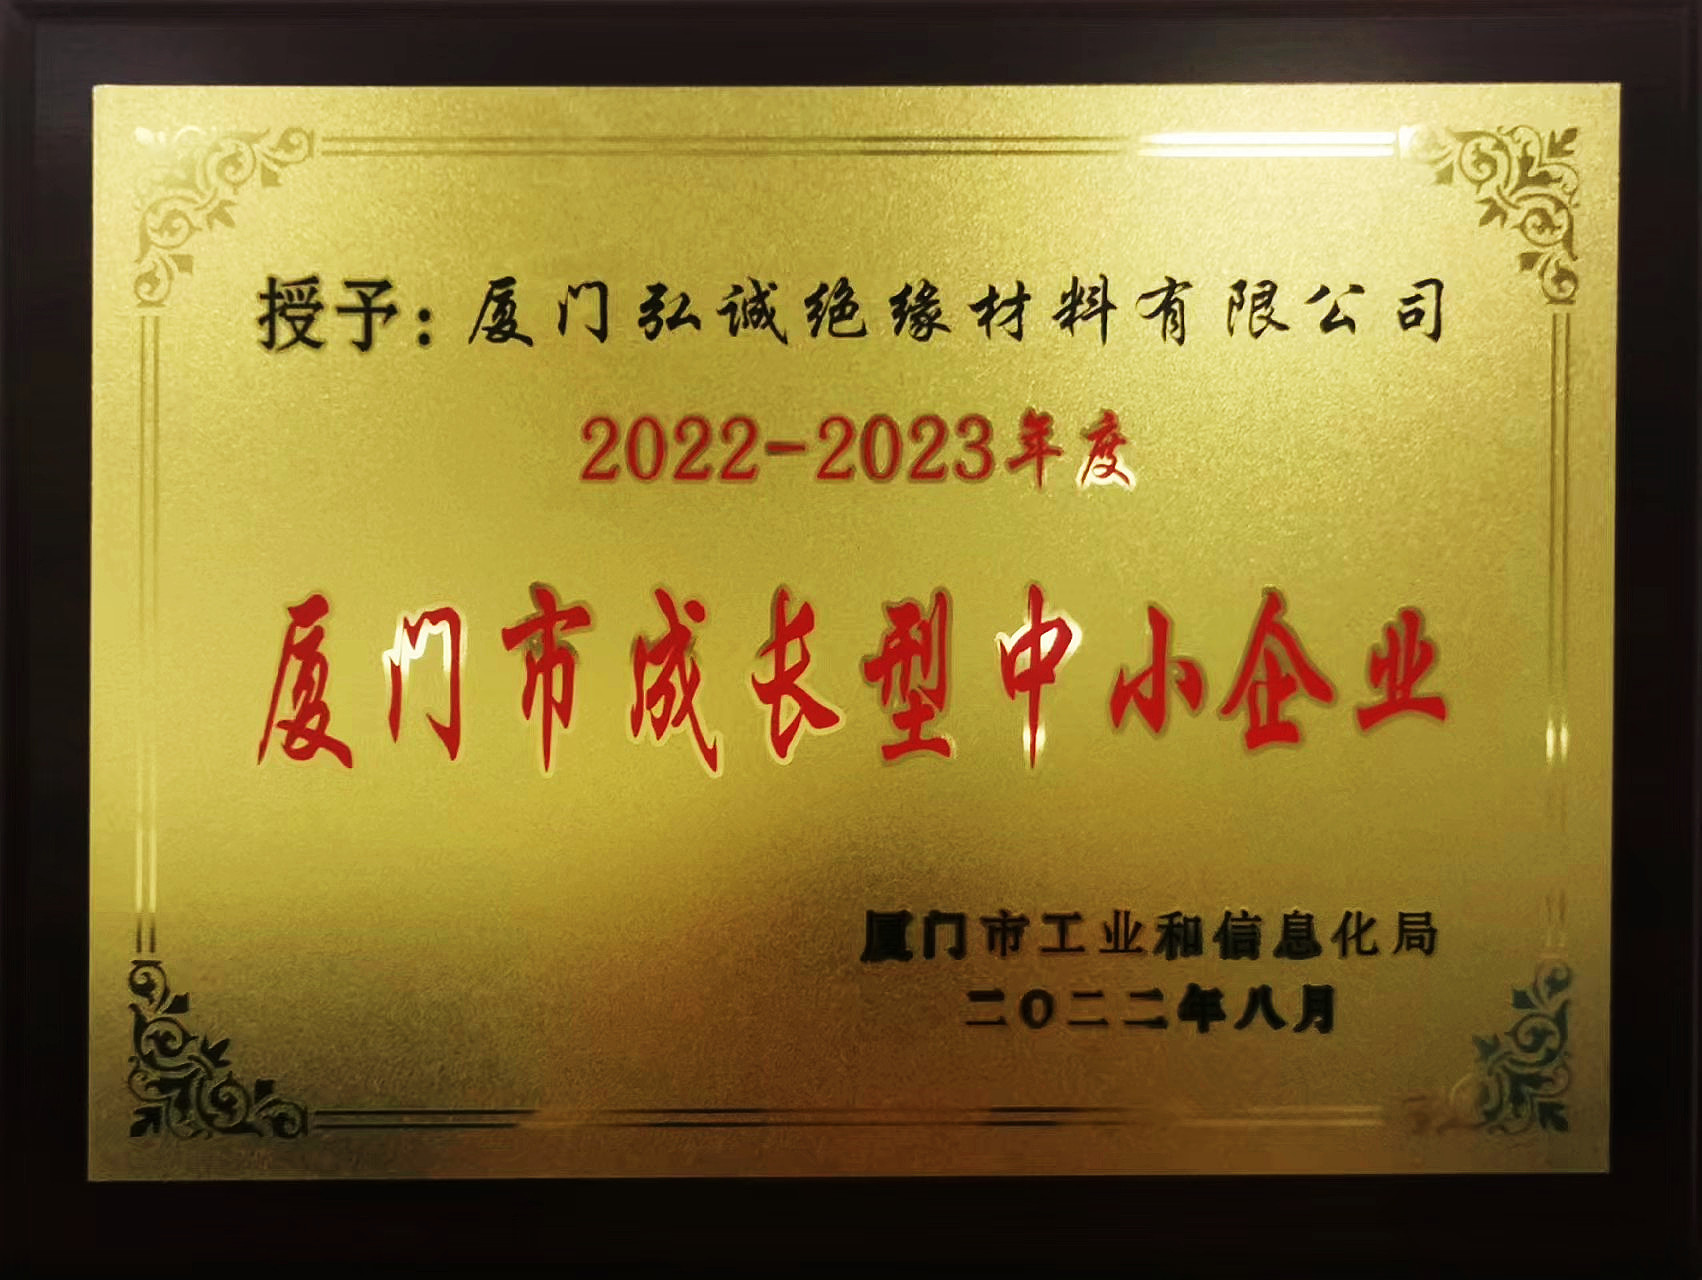 授予：厦门弘诚绝缘材料有限公司
2022-2023年度
厦门市成长型中小企业
厦门市工业和信息化局
二〇二二年八月